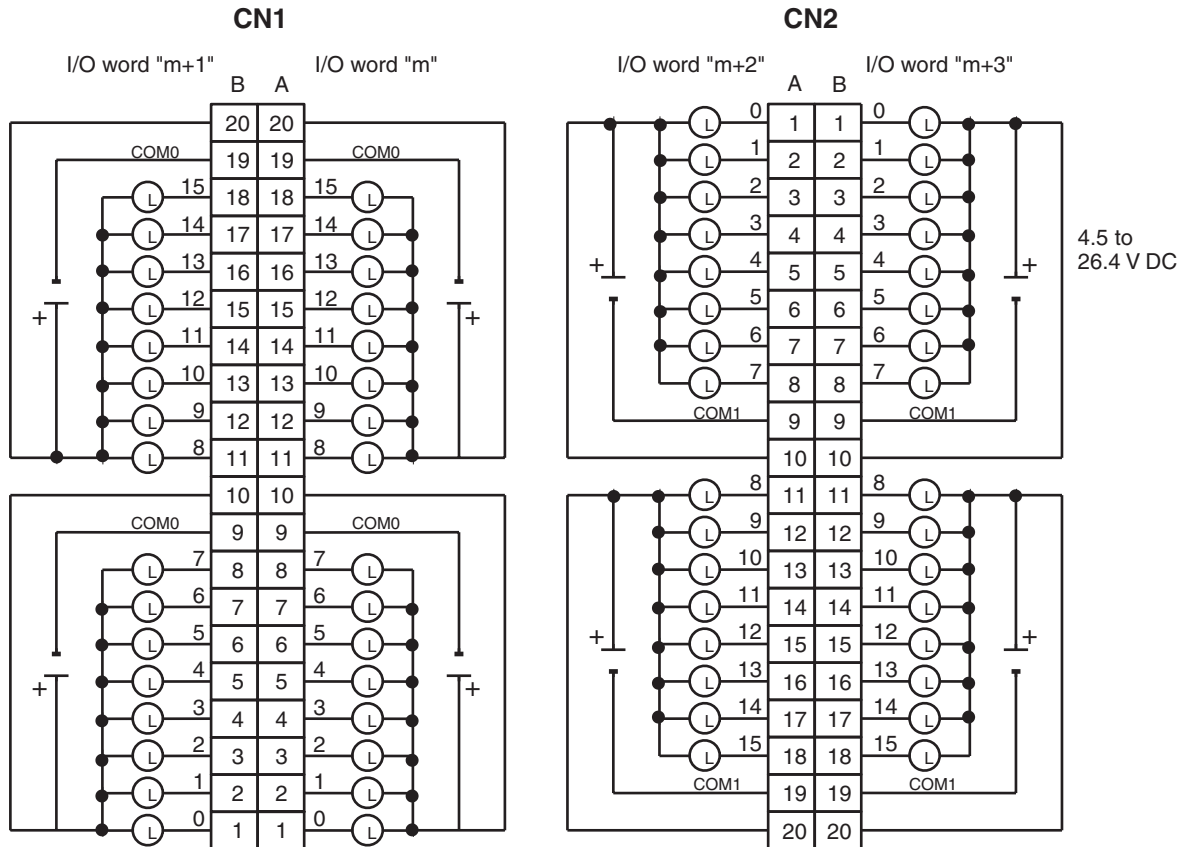 CN1
CN2
I/O word "m+1"
I/O word "m"
B A
20 20
COM0 19 19 COM0
L 15 18 18 15 L
L 14 17 17 14 L
L 13 16 16 13 L
L 12 15 15 12 L
+ +
L 11 14 14 11 L
L 10 13 13 10 L
L 9 12 12 9 L
L 8 11 11 8 L
10 10
COM0 9 9 COM0
L 7 8 8 7 L
L 6 7 7 6 L
L 5 6 6 5 L
L 4 5 5 4 L
+ +
L 3 4 4 3 L
L 2 3 3 2 L
L 1 2 2 1 L
L 0 1 1 0 L
I/O word "m+2"
I/O word "m+3"
A B
L 0 1 1 0 L
L 1 2 2 1 L
L 2 3 3 2 L
L 3 4 4 3 L
+ L 4 5 5 4 L +
L 5 6 6 5 L
L 6 7 7 6 L
L 7 8 8 7 L
COM1 9 9 COM1
10 10
L 8 11 11 8 L
L 9 12 12 9 L
L 10 13 13 10 L
L 11 14 14 11 L
+ L 12 15 15 12 L +
L 13 16 16 13 L
L 14 17 17 14 L
L 15 18 18 15 L
COM1 19 19 COM1
20 20
4.5 to
26.4 V DC